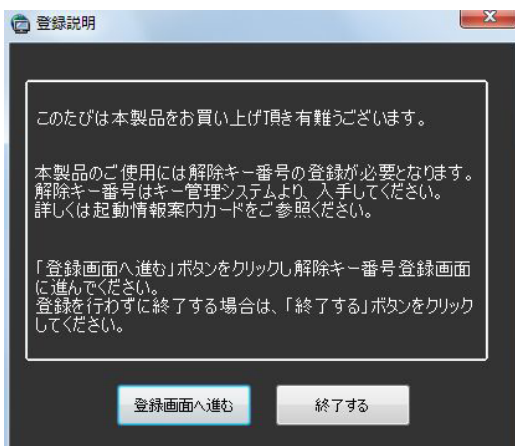 登録説明
このたびは本製品をお買い上げ頂き有難うございます。
本製品のご使用には解除キー番号の登録が必要となります。
解除キー番号はキー管理システムより、入手してください。
詳しくは起動情報案内カードをご参照ください。
「登録画面へ進む」ボタンをクリックし解除キー番号登録画面
に進んでください。
登録を行わずに終了する場合は、「終了する」ボタンをクリック
してください。
登録画面へ進む
終了する